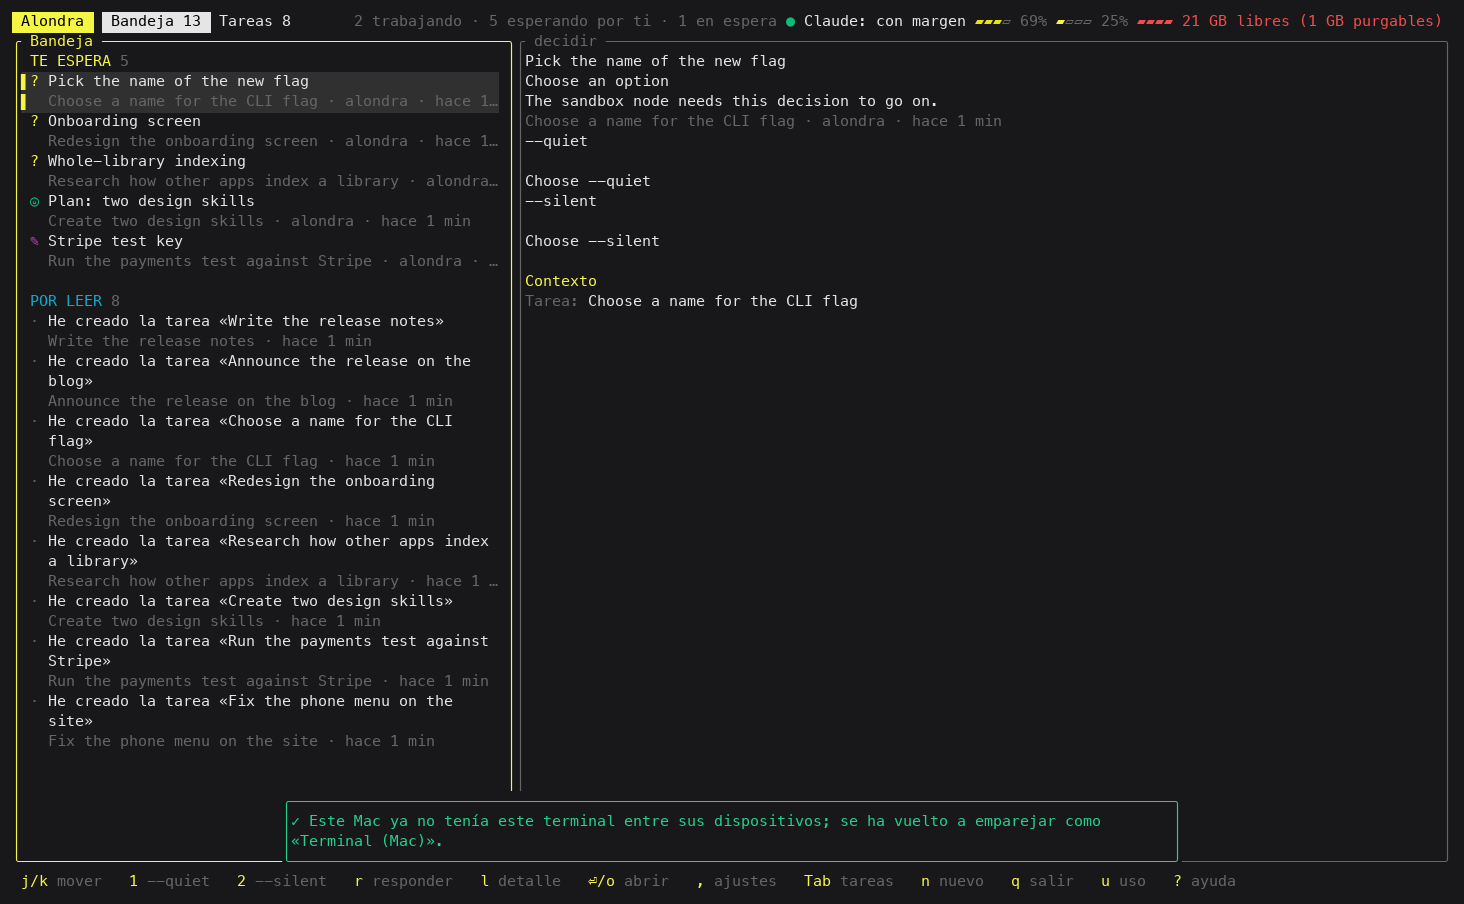 Alondra Bandeja 13 Tareas 8 2 trabajando · 5 esperando por ti · 1 en espera ● Claude: con margen 69% 25% 21 GB libres (1 GB purgables)
Bandeja
TE ESPERA 5
? Pick the name of the new flag
Choose a name for the CLI flag · alondra · hace 1…
? Onboarding screen
Redesign the onboarding screen · alondra · hace 1…
? Whole-library indexing
Research how other apps index a library · alondra…
Plan: two design skills
Create two design skills · alondra · hace 1 min
✎ Stripe test key
Run the payments test against Stripe · alondra · …
POR LEER 8
· He creado la tarea «Write the release notes»
Write the release notes · hace 1 min
· He creado la tarea «Announce the release on the
blog»
Announce the release on the blog · hace 1 min
· He creado la tarea «Choose a name for the CLI
flag»
Choose a name for the CLI flag · hace 1 min
· He creado la tarea «Redesign the onboarding
screen»
Redesign the onboarding screen · hace 1 min
· He creado la tarea «Research how other apps index
a library»
Research how other apps index a library · hace 1 …
· He creado la tarea «Create two design skills»
Create two design skills · hace 1 min
· He creado la tarea «Run the payments test against
Stripe»
Run the payments test against Stripe · hace 1 min
· He creado la tarea «Fix the phone menu on the
site»
Fix the phone menu on the site · hace 1 min
decidir
Pick the name of the new flag
Choose an option
The sandbox node needs this decision to go on.
Choose a name for the CLI flag · alondra · hace 1 min
--quiet
Choose --quiet
--silent
Choose --silent
Contexto
Tarea: Choose a name for the CLI flag
✓ Este Mac ya no tenía este terminal entre sus dispositivos; se ha vuelto a emparejar como
«Terminal (Mac)».
j/k mover 1 --quiet 2 --silent r responder l detalle ⏎/o abrir , ajustes Tab tareas n nuevo q salir u uso ? ayuda